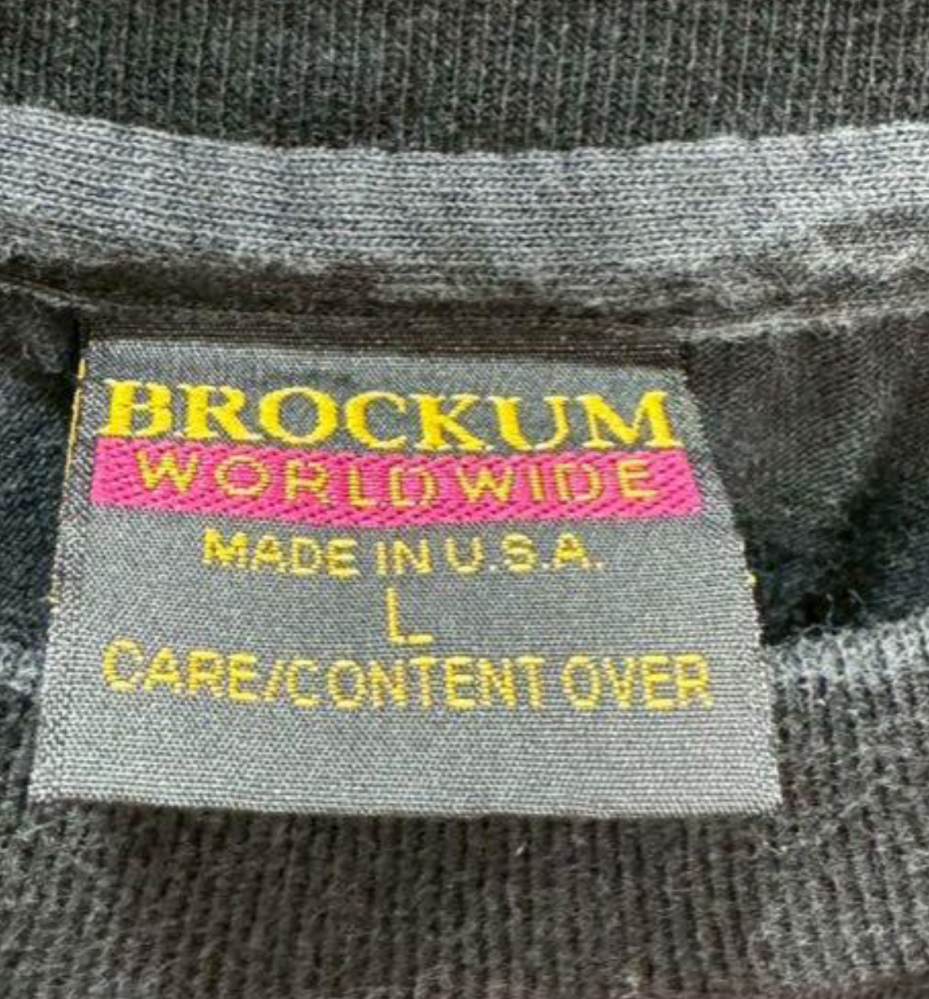 BROCKUM
WORLDWIDE
MADE IN U.S.A.
L
CARE/CONTENT OVER